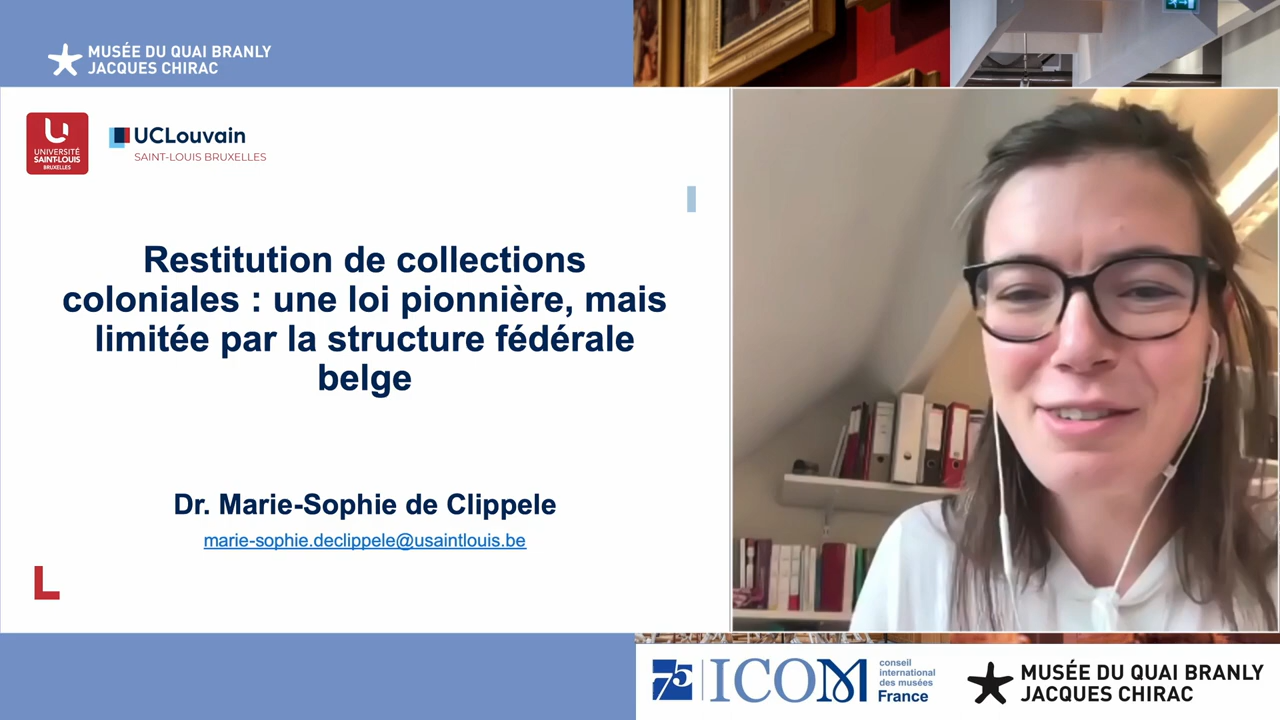 MUSÉE DU QUAI BRANLY
JACQUES CHIRAC
UNIVERSITÉ
SAINT-LOUIS
BRUXELLES
UCLouvain
SAINT-LOUIS BRUXELLES
Restitution de collections
coloniales : une loi pionnière, mais
limitée par la structure fédérale
belge
Dr. Marie-Sophie de Clippele
marie-sophie.declippele@usaintlouis.be
75
ICOM
conseil
international
des musées
France
MUSÉE DU QUAI BRANLY
JACQUES CHIRAC